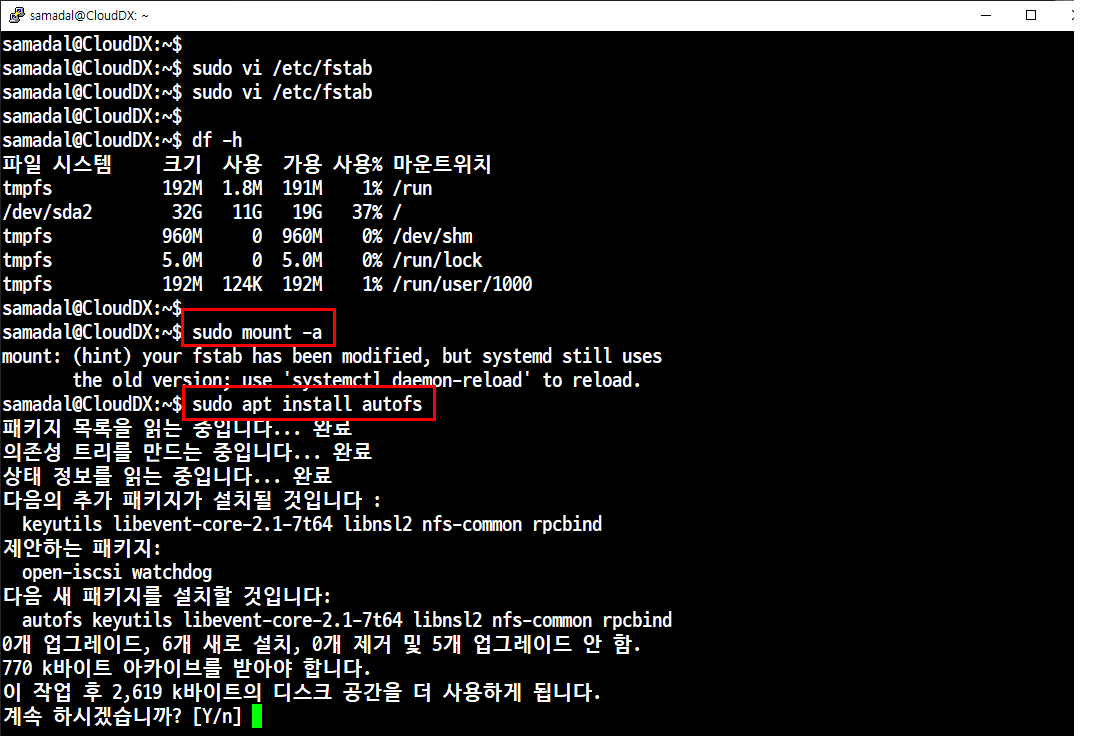 samadal@CloudDX: ~
samadal@CloudDX:~$
samadal@CloudDX:~$ sudo vi /etc/fstab
samadal@CloudDX:~$ sudo vi /etc/fstab
samadal@CloudDX:~$
samadal@CloudDX:~$ df -h
파일 시스템     크기  사용  가용 사용% 마운트위치
tmpfs           192M  1.8M  191M    1% /run
/dev/sda2        32G   11G   19G   37% /
tmpfs           960M     0  960M    0% /dev/shm
tmpfs           5.0M     0  5.0M    0% /run/lock
tmpfs           192M  124K  192M    1% /run/user/1000
samadal@CloudDX:~$
samadal@CloudDX:~$ sudo mount -a
mount: (hint) your fstab has been modified, but systemd still uses
       the old version; use 'systemctl daemon-reload' to reload.
samadal@CloudDX:~$ sudo apt install autofs
패키지 목록을 읽는 중입니다... 완료
의존성 트리를 만드는 중입니다... 완료
상태 정보를 읽는 중입니다... 완료
다음의 추가 패키지가 설치될 것입니다 :
  keyutils libevent-core-2.1-7t64 libnsl2 nfs-common rpcbind
제안하는 패키지:
  open-iscsi watchdog
다음 새 패키지를 설치할 것입니다:
  autofs keyutils libevent-core-2.1-7t64 libnsl2 nfs-common rpcbind
0개 업그레이드, 6개 새로 설치, 0개 제거 및 5개 업그레이드 안 함.
770 k바이트 아카이브를 받아야 합니다.
이 작업 후 2,619 k바이트의 디스크 공간을 더 사용하게 됩니다.
계속 하시겠습니까? [Y/n]